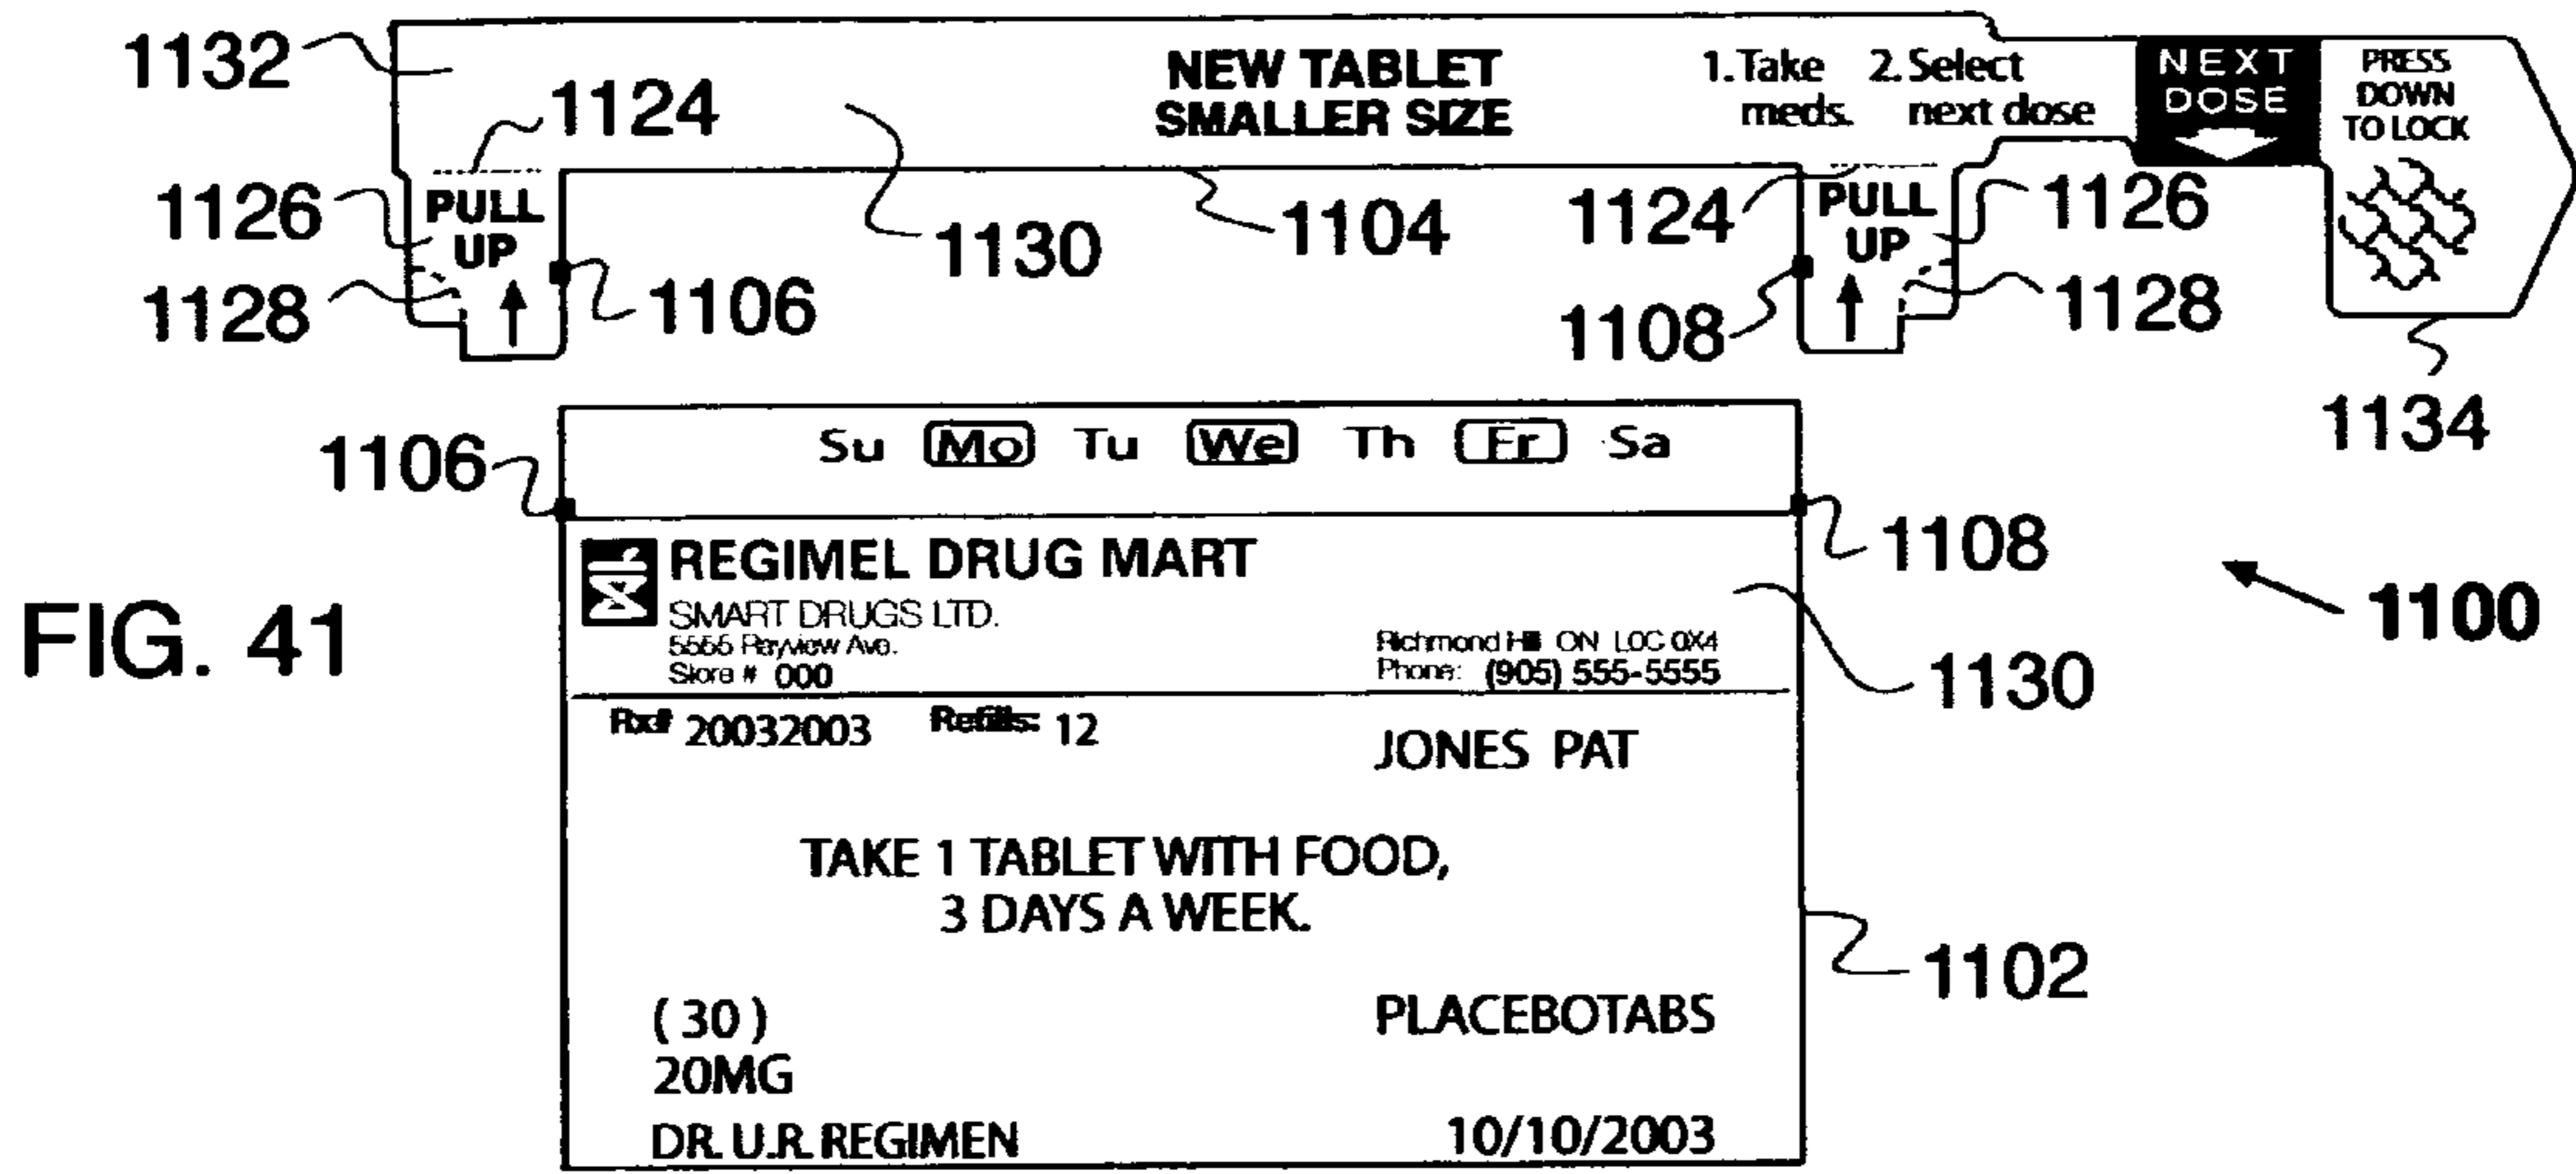 1132
NEW TABLET
SMALLER SIZE
1.Take meds.
2. Select next dose
NEXT
DOSE
PRESS
DOWN
TO LOCK
1124
1126
PULL
UP
1128
1106
1130
1104
1124
1126
PULL
UP
1128
1108
1134
1106
Su Mo Tu We Th Fr Sa
1108
1100
FIG. 41
REGIMEL DRUG MART
SMART DRUGS LTD.
5555 Payview Ave.
Store # 000
Richmond Hill ON L0C 0X4
Phone: (905) 555-5555
1130
Rx# 20032003 Refills: 12
JONES PAT
TAKE 1 TABLET WITH FOOD,
3 DAYS A WEEK.
1102
(30)
20MG
PLACEBOTABS
DR. U.R. REGIMEN
10/10/2003